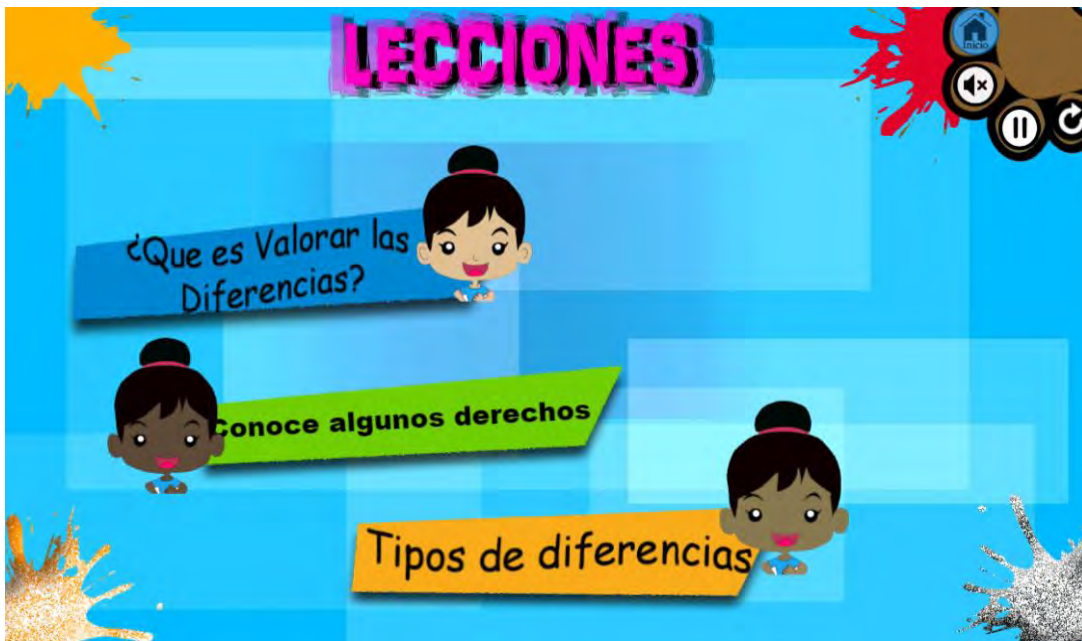 LECCIONES
Inicio
¿Que es Valorar las
Diferencias?
Conoce algunos derechos
Tipos de diferencias